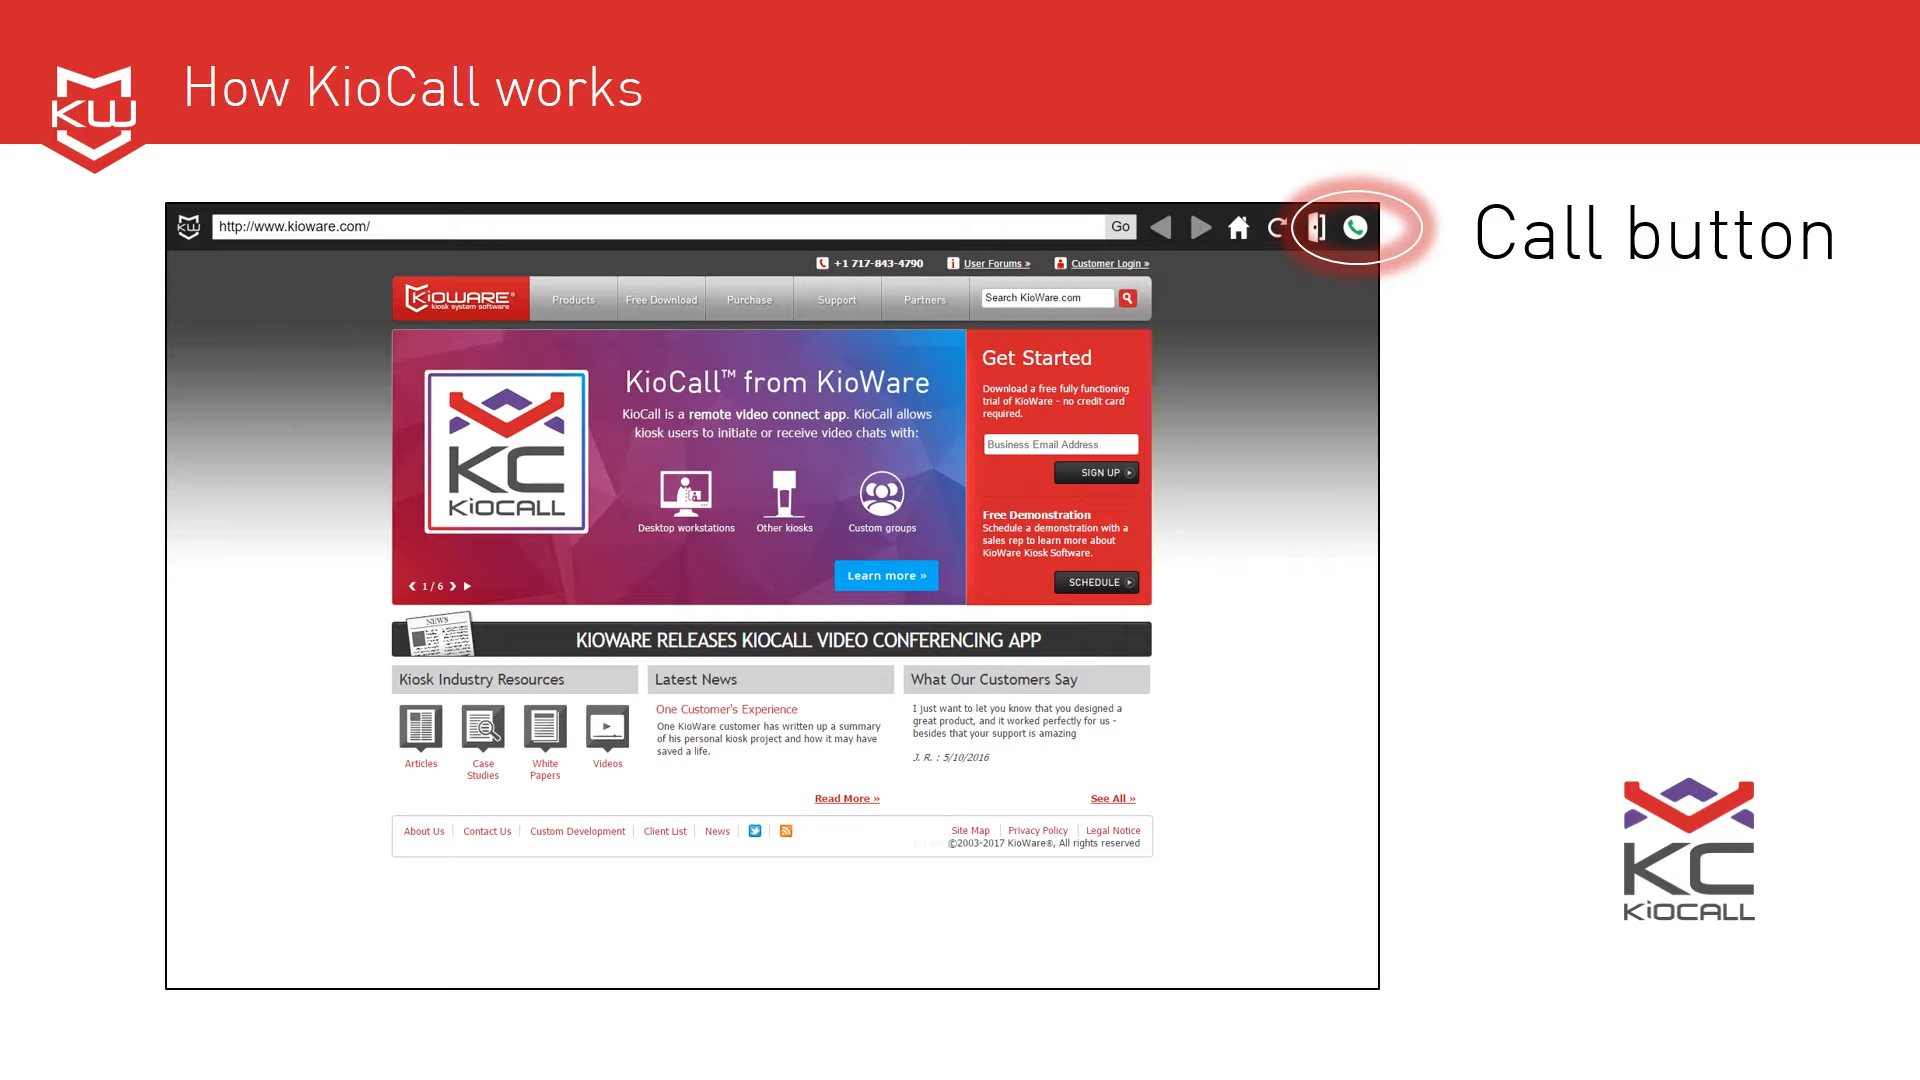 How KioCall works
KW
Call button
KW
http://www.kioware.com/
Go
+1 717-843-4790
User Forums »
Customer Login »
KiOWARE®
kiosk system software
Products
Free Download
Purchase
Support
Partners
Search KioWare.com
KC
KiOCALL
KioCall™ from KioWare
KioCall is a remote video connect app. KioCall allows
kiosk users to initiate or receive video chats with:
Desktop workstations
Other kiosks
Custom groups
1 / 6
Learn more »
Get Started
Download a free fully functioning
trial of KioWare - no credit card
required.
Business Email Address
SIGN UP
Free Demonstration
Schedule a demonstration with a
sales rep to learn more about
KioWare Kiosk Software.
SCHEDULE
NEWS
KIOWARE RELEASES KIOCALL VIDEO CONFERENCING APP
Kiosk Industry Resources
Articles
Case
Studies
White
Papers
Videos
Latest News
One Customer's Experience
One KioWare customer has written up a summary
of his personal kiosk project and how it may have
saved a life.
Read More »
What Our Customers Say
I just want to let you know that you designed a
great product, and it worked perfectly for us -
besides that your support is amazing
J. R. : 5/10/2016
See All »
About Us
Contact Us
Custom Development
Client List
News
Site Map
Privacy Policy
Legal Notice
©2003-2017 KioWare®, All rights reserved
KC
KiOCALL